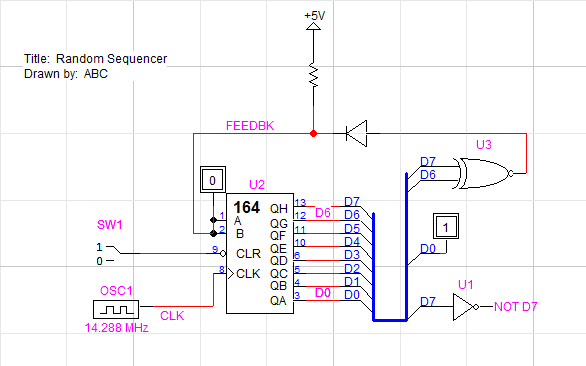 +5V
Title: Random Sequencer
Drawn by: ABC
FEEDBK
U3
D7
D6
0
U2
164
A
B
CLR
CLK
QH
QG
QF
QE
QD
QC
QB
QA
1
2
9
8
13
12
11
10
6
5
4
3
D6
D0
D7
D6
D5
D4
D3
D2
D1
D0
SW1
1
0
1
D0
OSC1
14.288 MHz
CLK
D7
U1
NOT D7